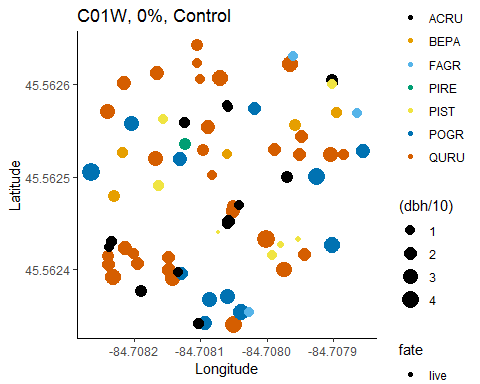 C01W, 0%, Control
45.5626
45.5625
45.5624
Latitude
-84.7082
-84.7081
-84.7080
-84.7079
Longitude
ACRU
BEPA
FAGR
PIRE
PIST
POGR
QURU
(dbh/10)
1
2
3
4
fate
live